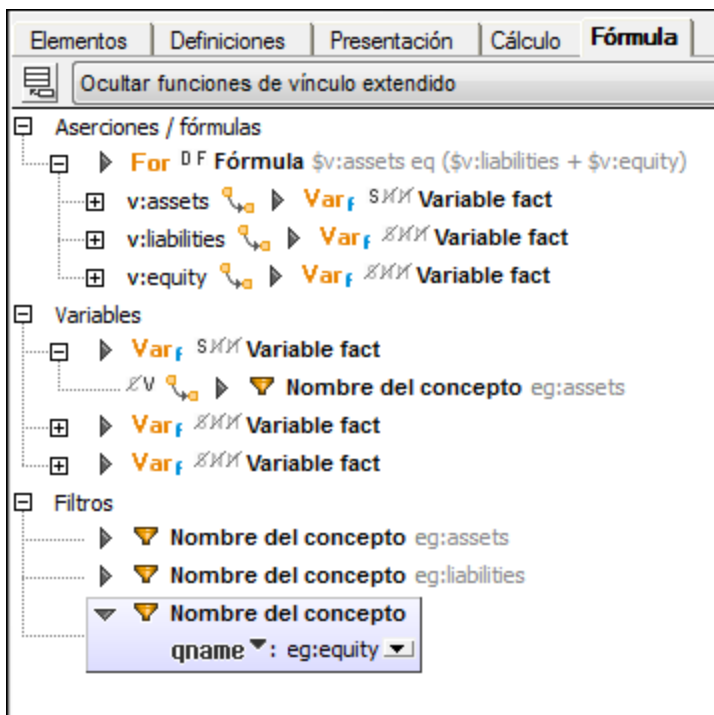 Elementos Definiciones Presentación Cálculo Fórmula
Ocultar funciones de vínculo extendido
Aserciones / fórmulas
For D F Fórmula $v:assets eq ($v:liabilities + $v:equity)
v:assets Var f S N N Variable fact
v:liabilities Var f S N N Variable fact
v:equity Var f S N N Variable fact
Variables
Var f S N N Variable fact
C V Nombre del concepto eg:assets
Var f S N N Variable fact
Var f S N N Variable fact
Filtros
Nombre del concepto eg:assets
Nombre del concepto eg:liabilities
Nombre del concepto
qname : eg:equity